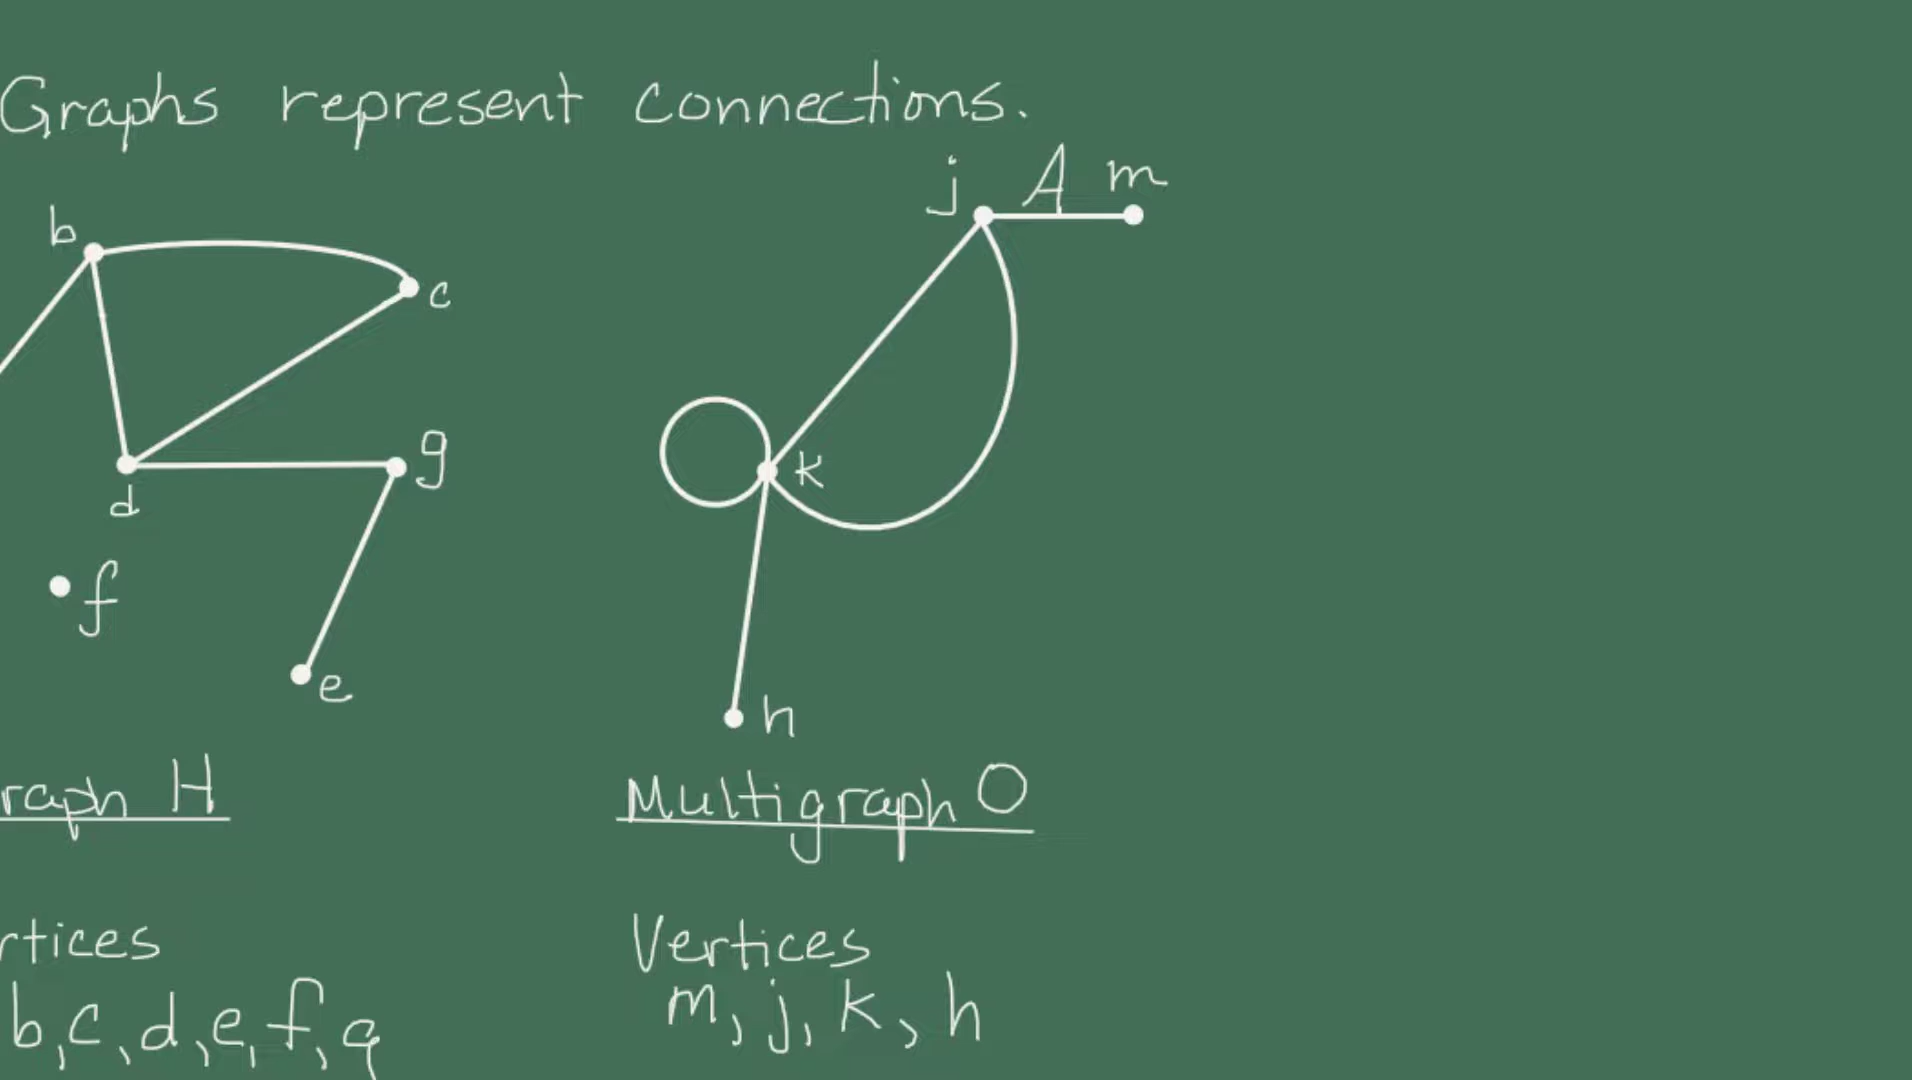 Graphs represent connections.
j A m
b
c
g
k
d
f
e
h
raph H
Multigraph O
rtices
b, c, d, e, f, g
Vertices
m, j, k, h